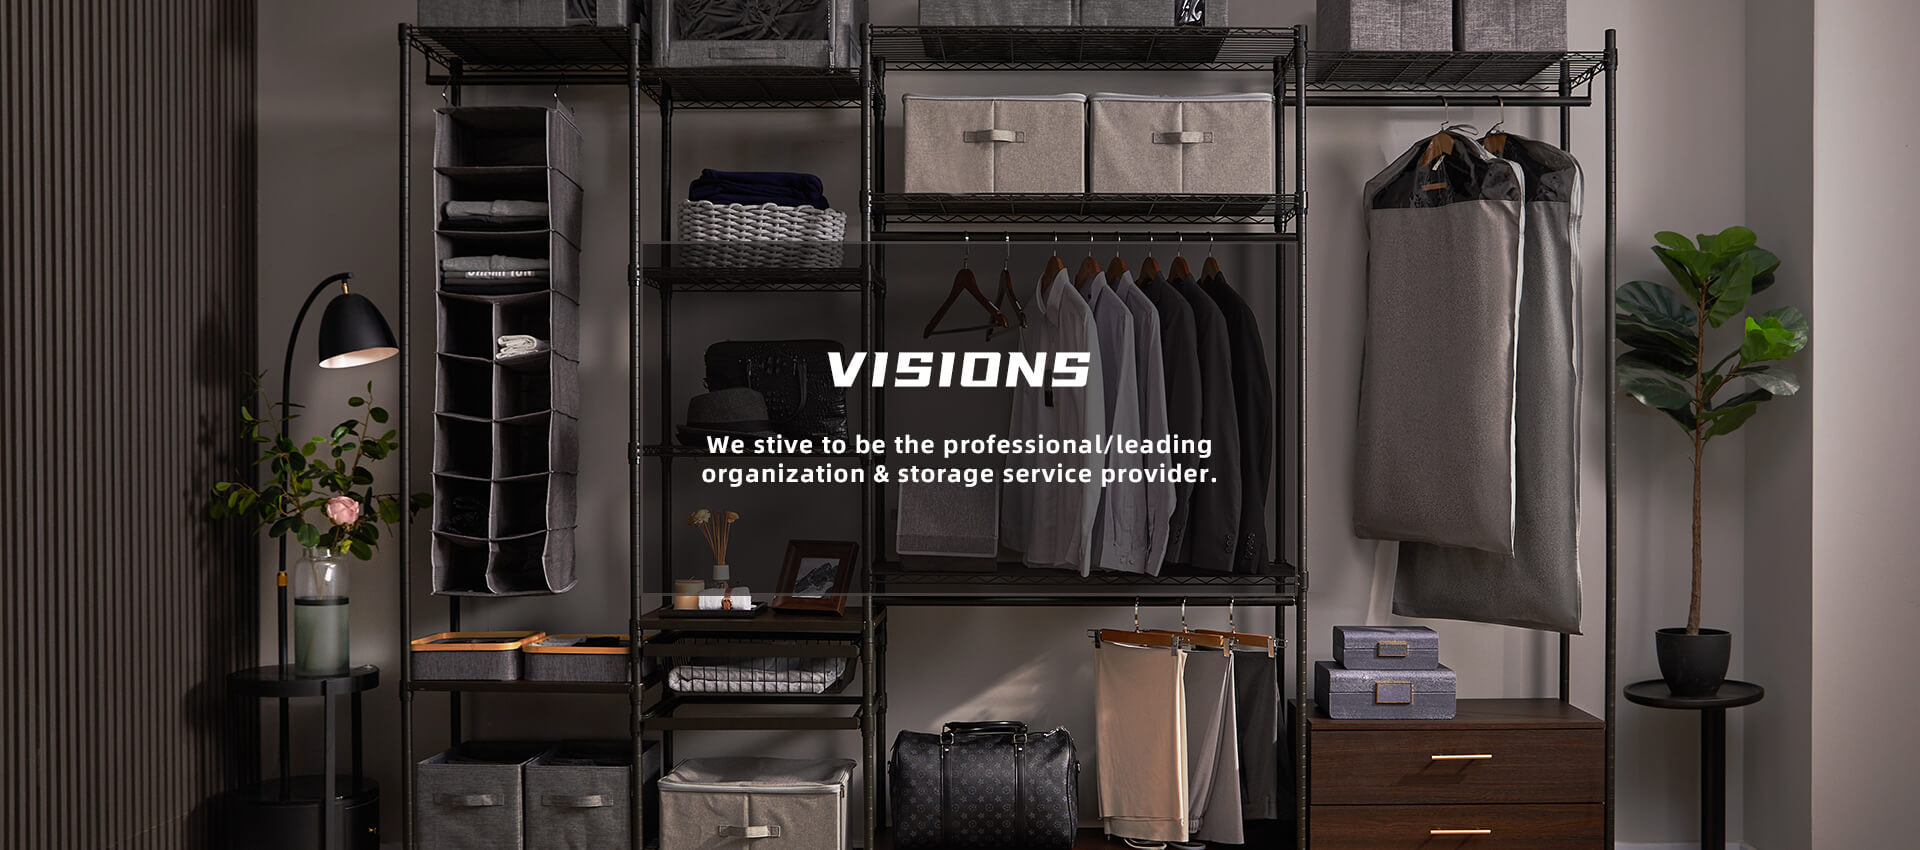 VISIONS
We stive to be the professional/leading
organization & storage service provider.